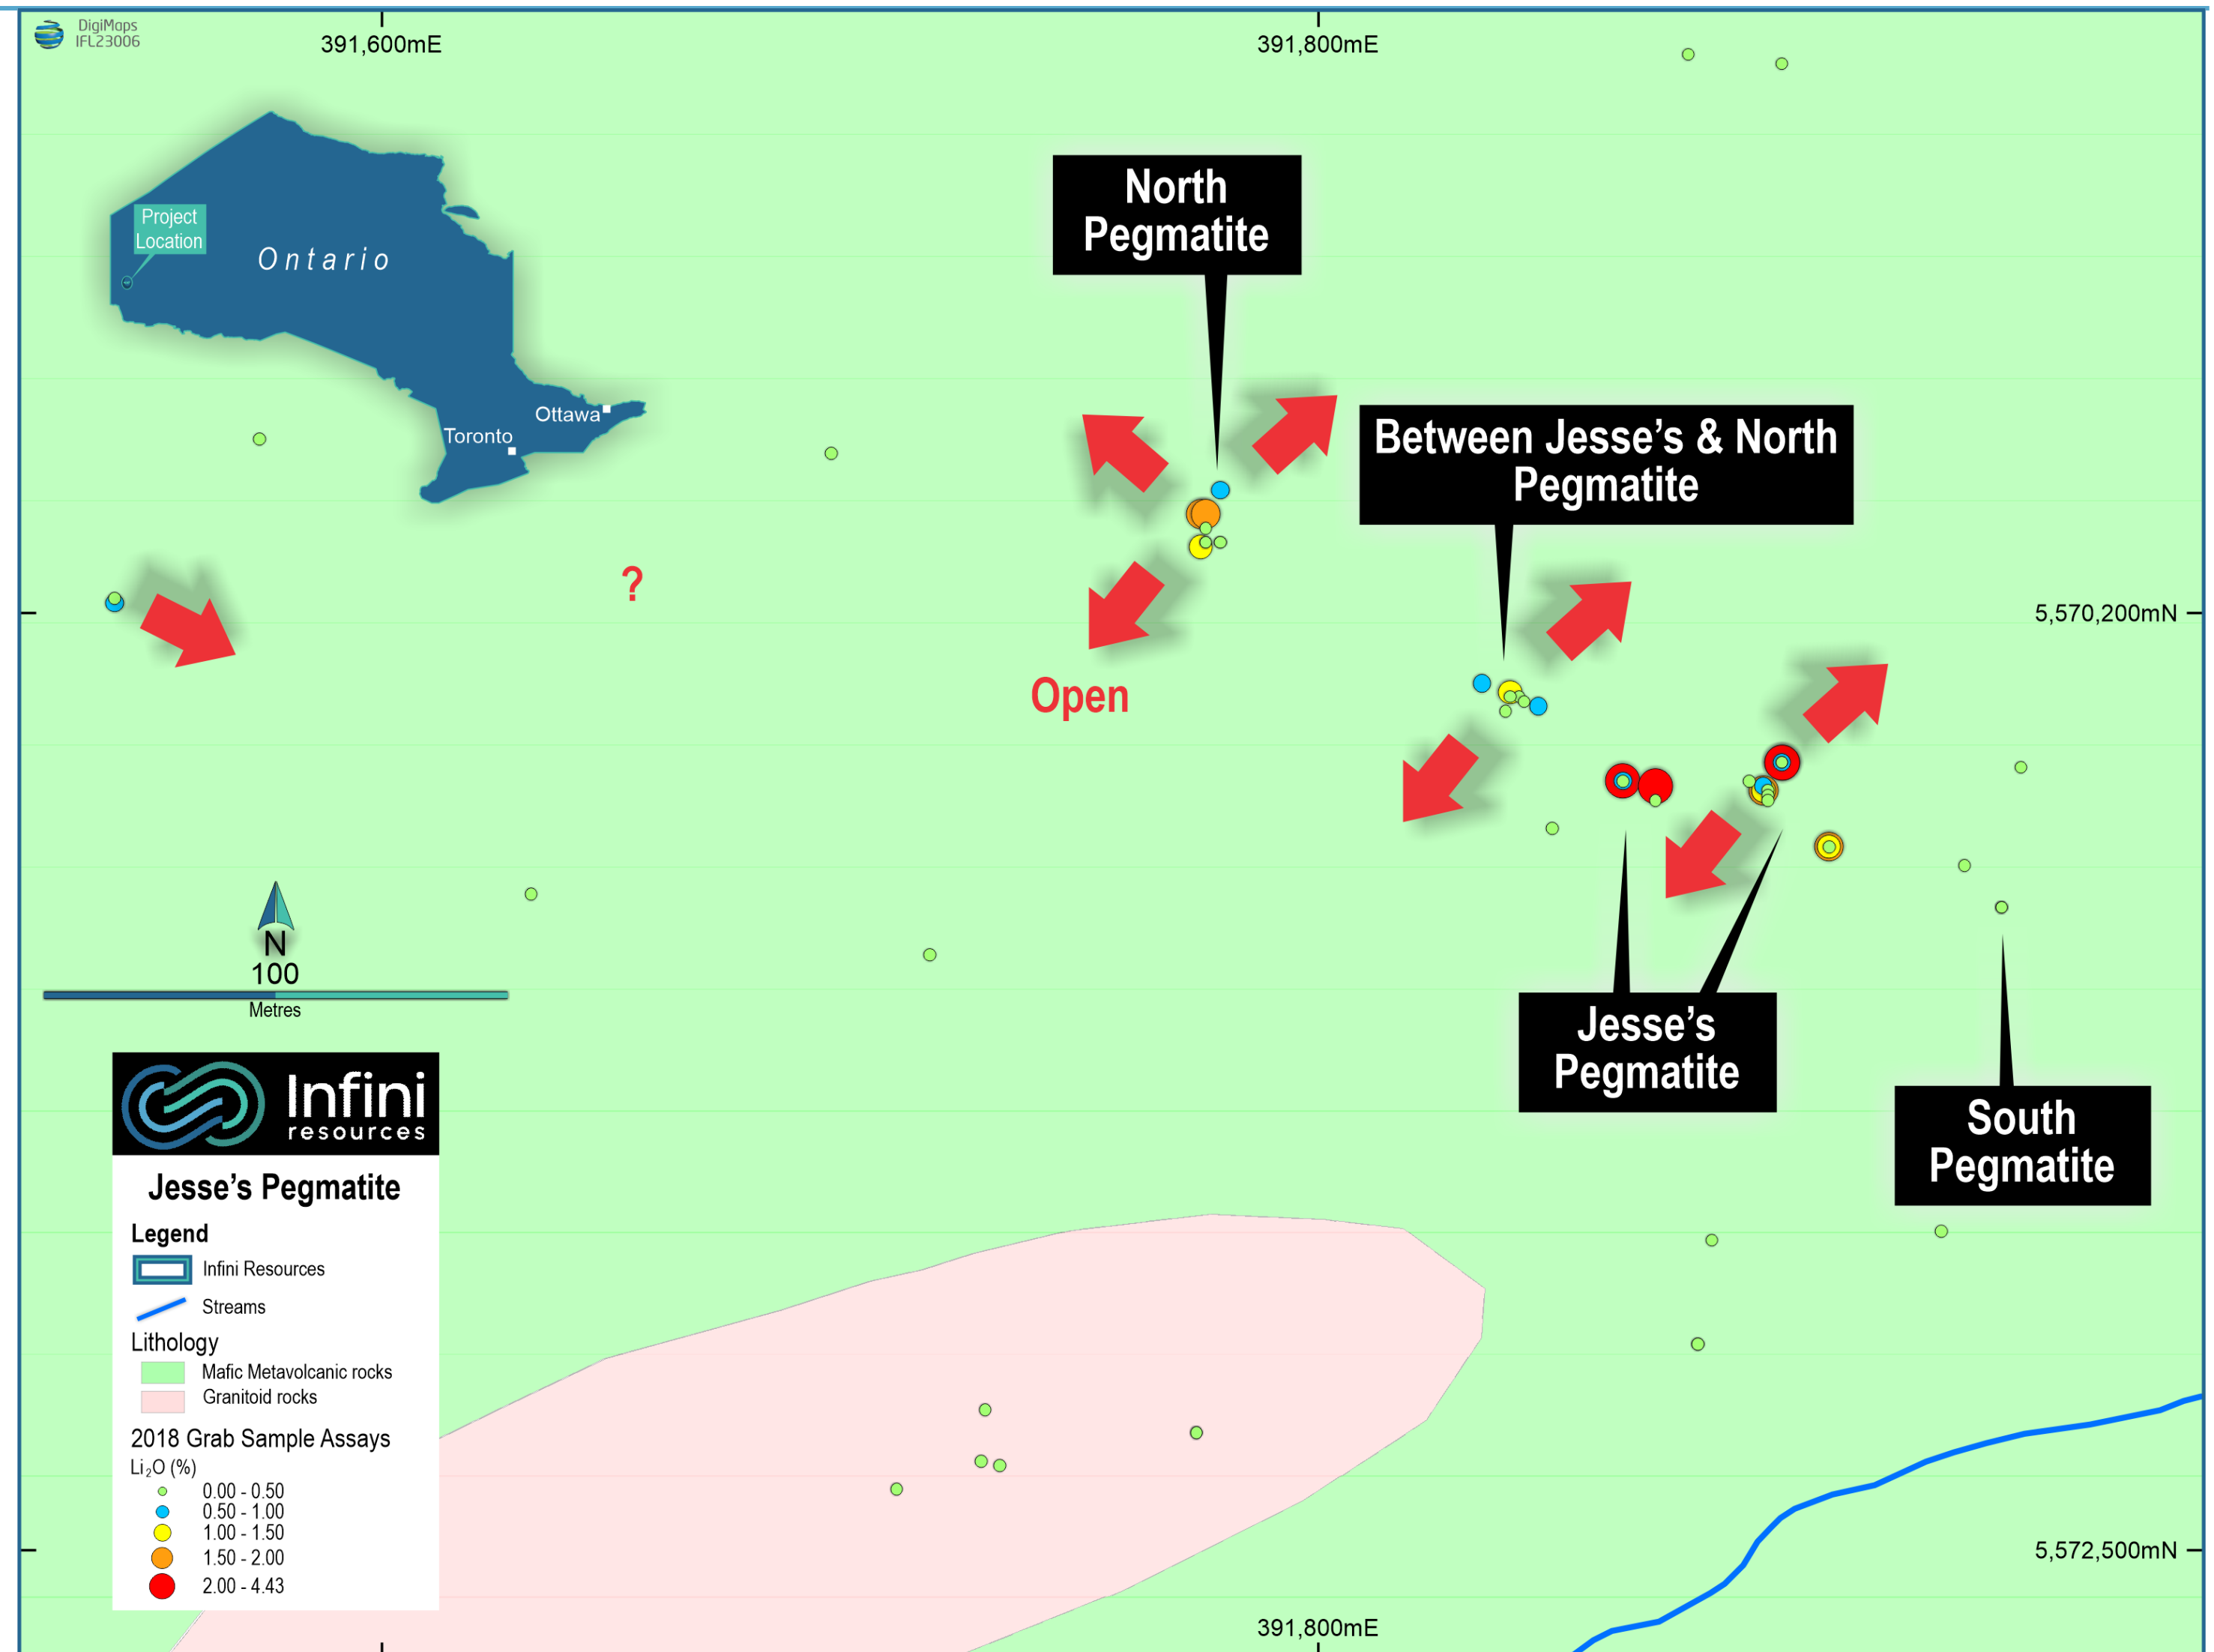 DigiMaps
IFL23006
391,600mE
391,800mE
North
Pegmatite
Project
Location
Ontario
Ottawa
Toronto
Between Jesse’s & North
Pegmatite
?
5,570,200mN
Open
N
100
Metres
Jesse’s
Pegmatite
South
Pegmatite
Infini
resources
Jesse’s Pegmatite
Legend
Infini Resources
Streams
Lithology
Mafic Metavolcanic rocks
Granitoid rocks
2018 Grab Sample Assays
Li₂O (%)
0.00 - 0.50
0.50 - 1.00
1.00 - 1.50
1.50 - 2.00
2.00 - 4.43
5,572,500mN
391,800mE